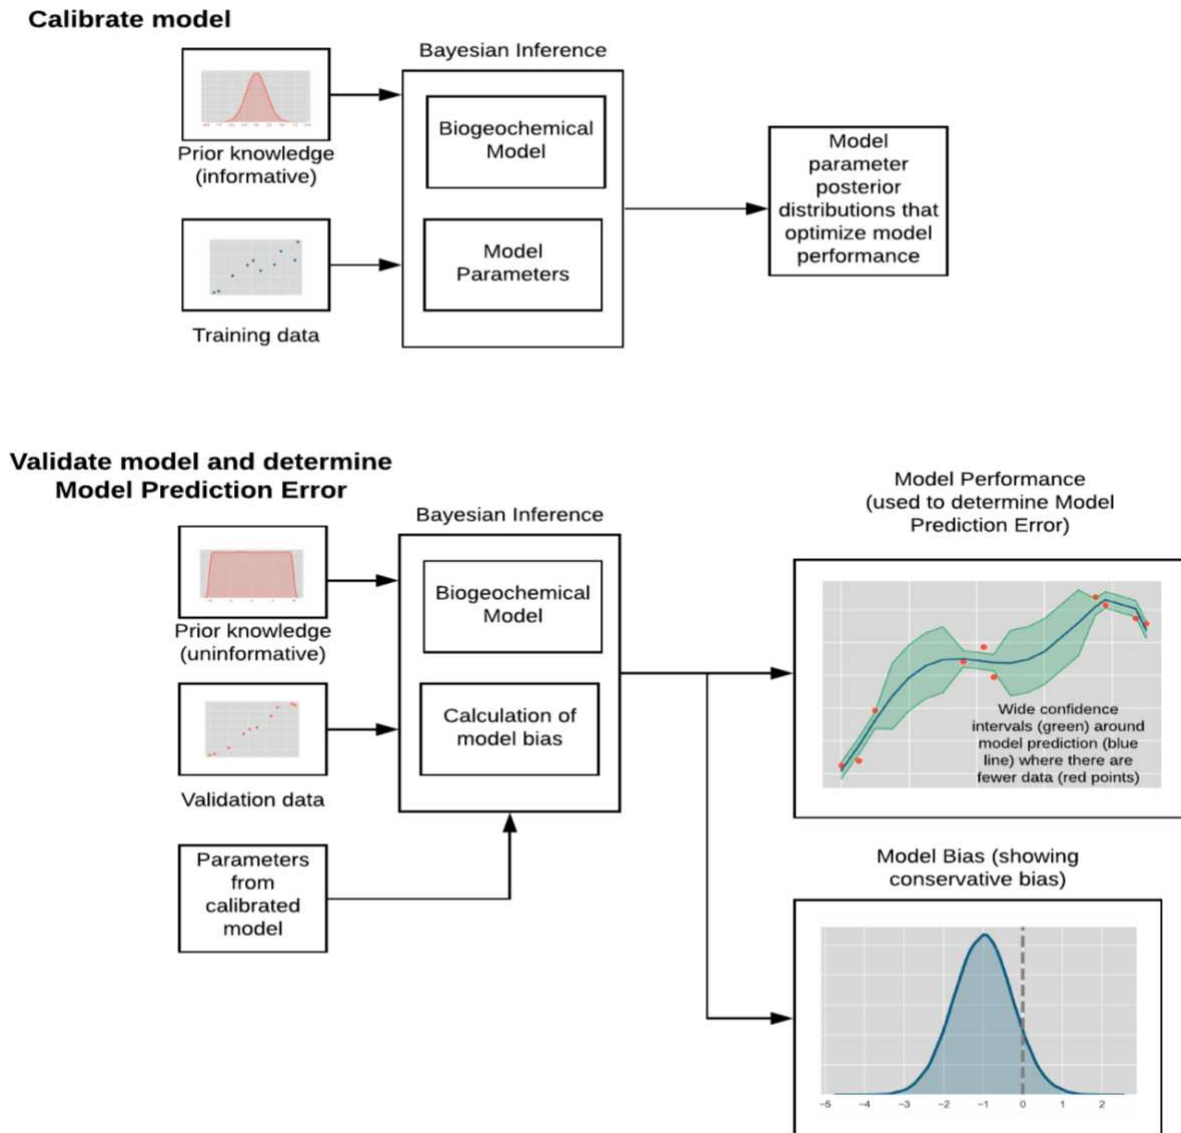 Calibrate model
Bayesian Inference
Prior knowledge
(informative)
Training data
Biogeochemical
Model
Model
Parameters
Model
parameter
posterior
distributions that
optimize model
performance
Validate model and determine
Model Prediction Error
Bayesian Inference
Prior knowledge
(uninformative)
Validation data
Parameters
from
calibrated
model
Biogeochemical
Model
Calculation of
model bias
Model Performance
(used to determine Model
Prediction Error)
Wide confidence
intervals (green) around
model prediction (blue
line) where there are
fewer data (red points)
Model Bias (showing
conservative bias)
−5 −4 −3 −2 −1 0 1 2